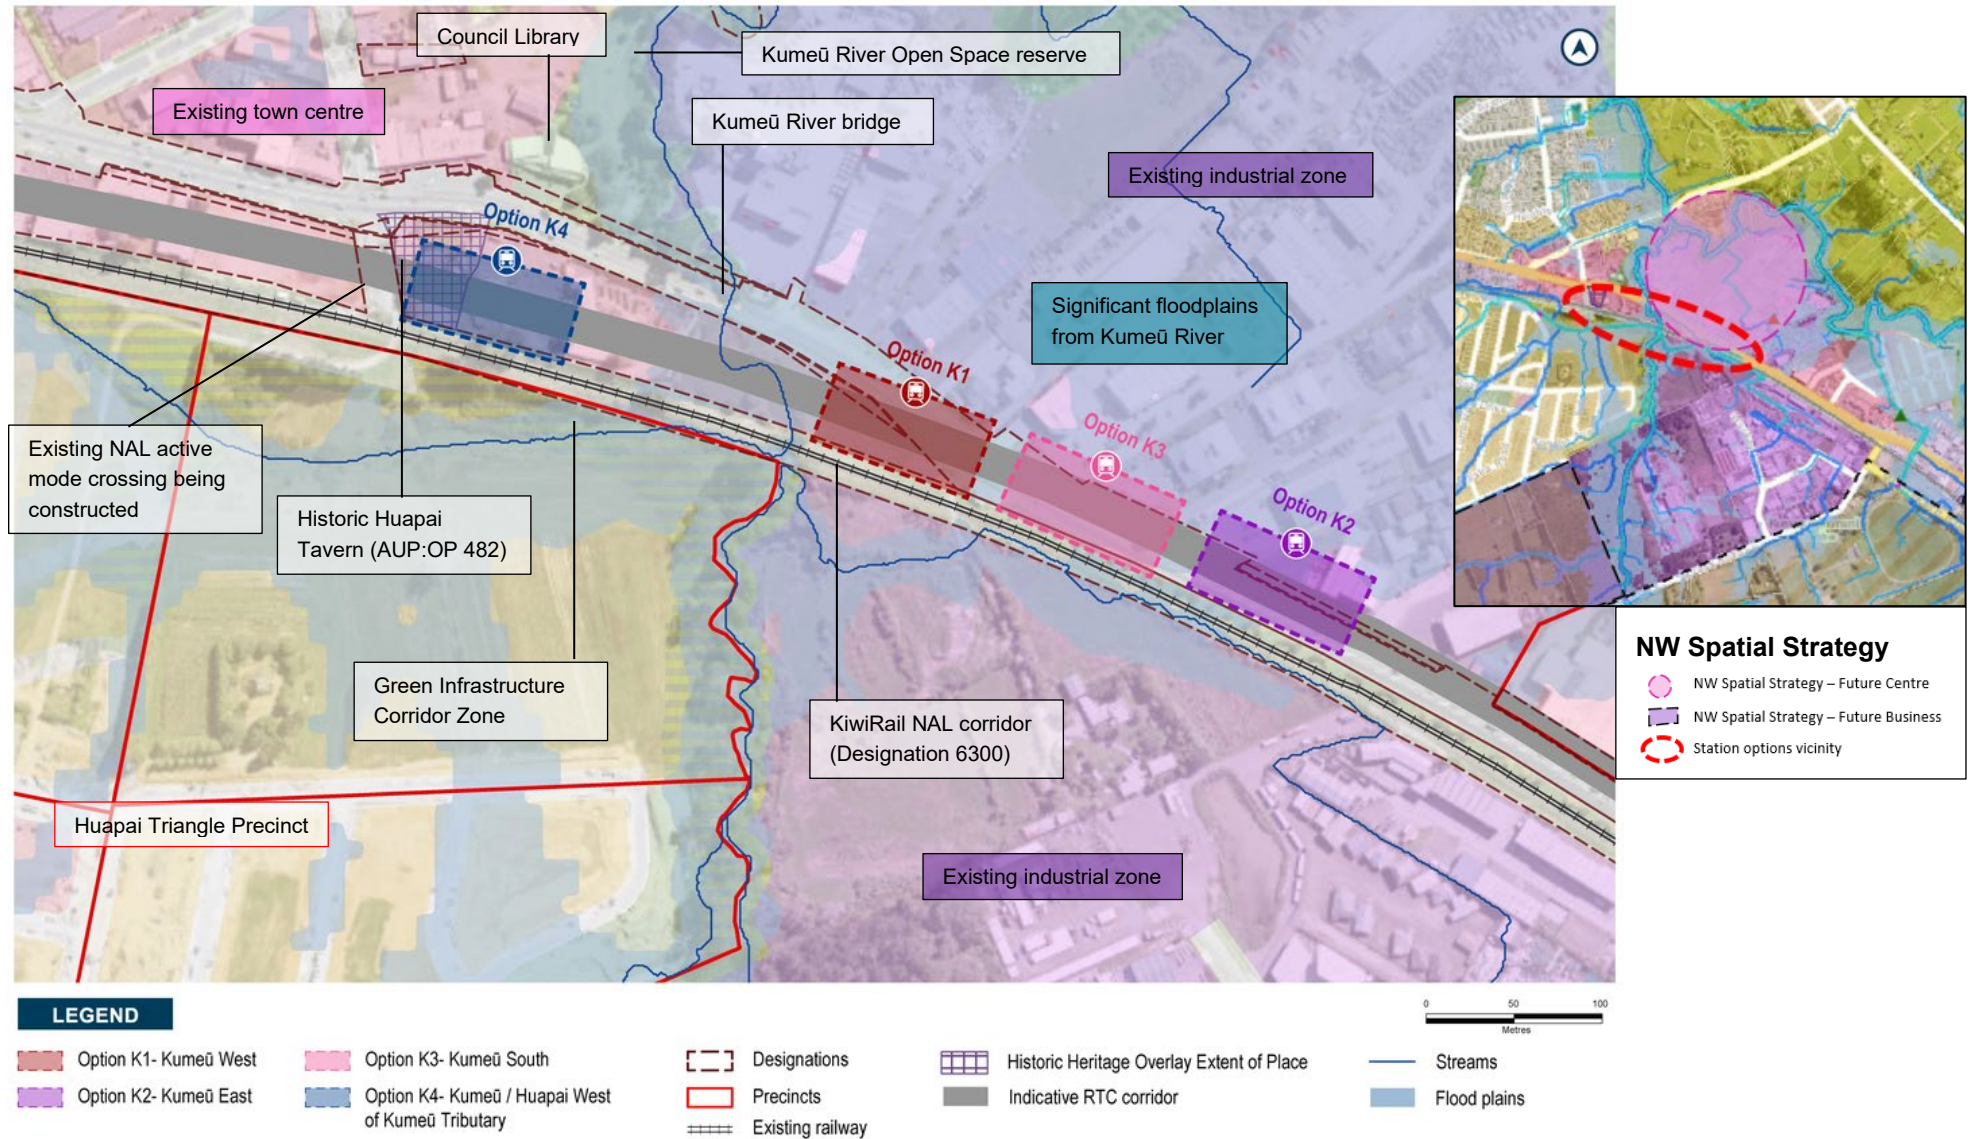 Council Library
Kumeū River Open Space reserve
Existing town centre
Kumeū River bridge
Existing industrial zone
Option K4
Significant floodplains
from Kumeū River
Option K1
Option K3
Option K2
Existing NAL active
mode crossing being
constructed
Historic Huapai
Tavern (AUP:OP 482)
Green Infrastructure
Corridor Zone
KiwiRail NAL corridor
(Designation 6300)
Huapai Triangle Precinct
Existing industrial zone
NW Spatial Strategy
NW Spatial Strategy – Future Centre
NW Spatial Strategy – Future Business
Station options vicinity
LEGEND
0 50 100
Metres
Option K1- Kumeū West
Option K2- Kumeū East
Option K3- Kumeū South
Option K4- Kumeū / Huapai West
of Kumeū Tributary
Designations
Precincts
Existing railway
Historic Heritage Overlay Extent of Place
Indicative RTC corridor
Streams
Flood plains